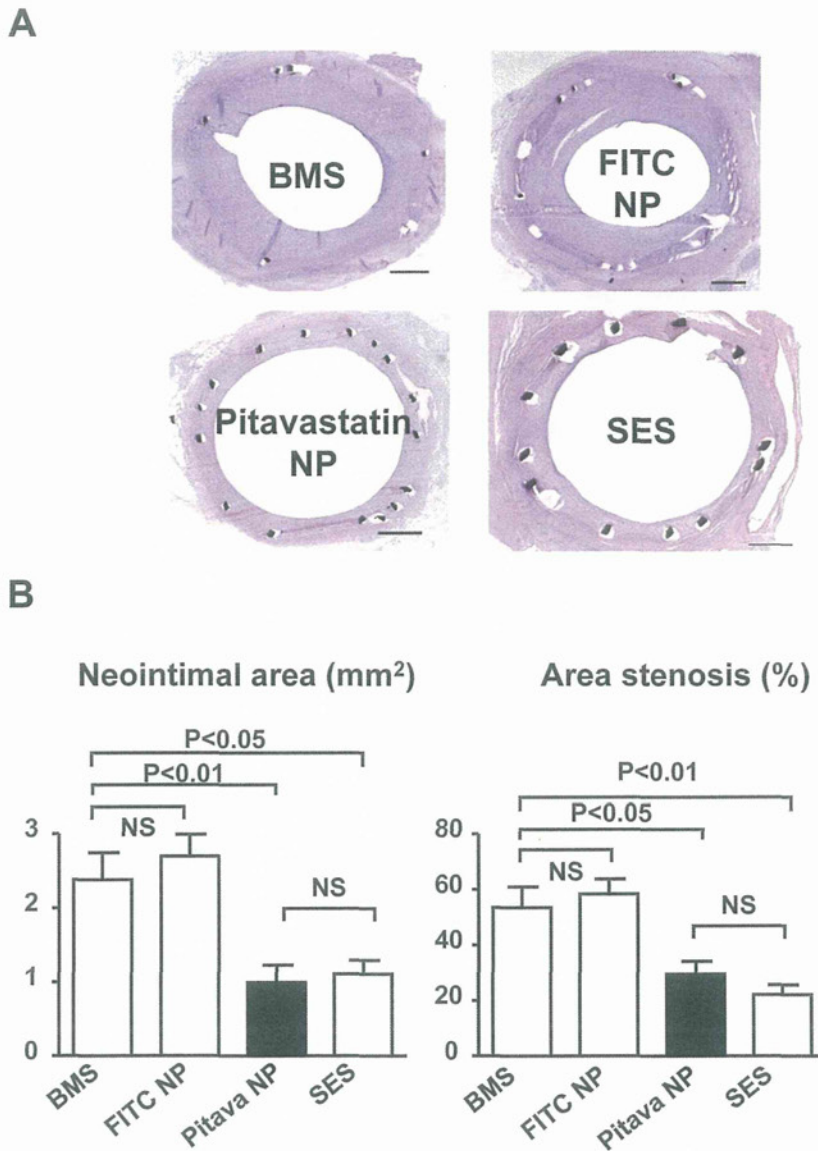 A
BMS
FITC
NP
Pitavastatin
NP
SES
B
Neointimal area (mm²)
P<0.05
P<0.01
NS
NS
3
2
1
0
BMS
FITC NP
Pitava NP
SES
Area stenosis (%)
P<0.01
P<0.05
NS
NS
80
60
40
20
0
BMS
FITC NP
Pitava NP
SES